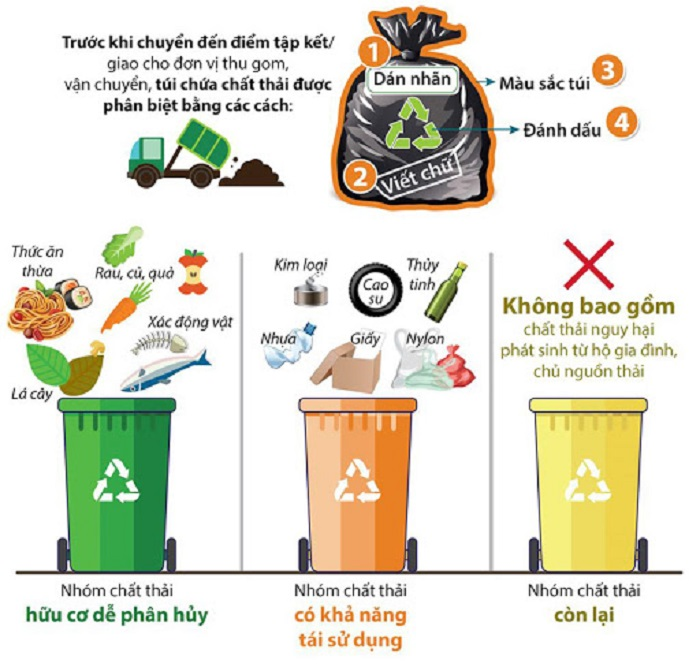 Trước khi chuyển đến điểm tập kết/
giao cho đơn vị thu gom,
vận chuyển, túi chứa chất thải được
phân biệt bằng các cách:
1
Dán nhãn
Màu sắc túi 3
Đánh dấu 4
2 Viết chữ
Thức ăn
thừa
Rau, củ, quả
Xác động vật
Lá cây
Kim loại
Cao
su
Thủy
tinh
Nhựa
Giấy
Nylon
Không bao gồm
chất thải nguy hại
phát sinh từ hộ gia đình,
chủ nguồn thải
Nhóm chất thải
hữu cơ dễ phân hủy
Nhóm chất thải
có khả năng
tái sử dụng
Nhóm chất thải
còn lại